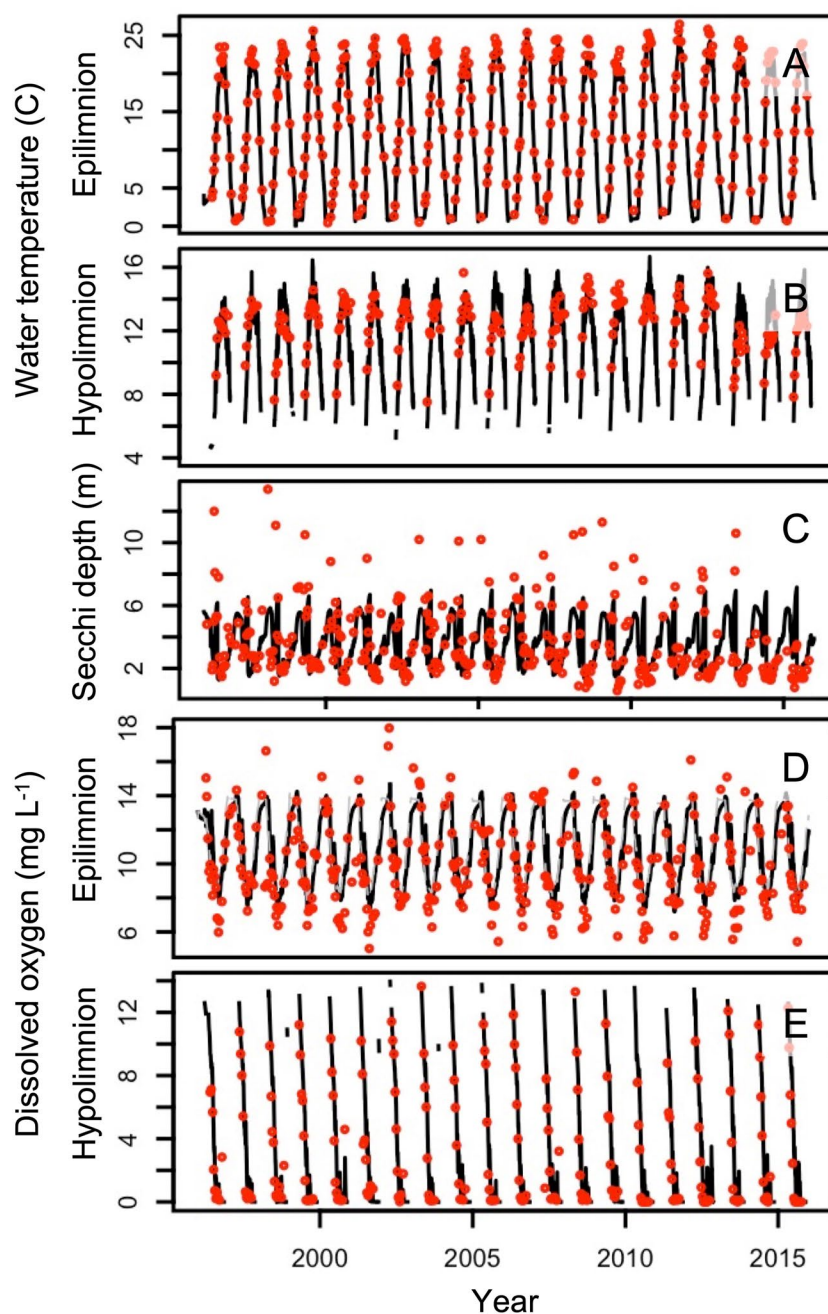 Water temperature (C)
Epilimnion
25
15
5
0
A
Hypolimnion
16
12
8
4
B
Secchi depth (m)
10
6
2
C
Dissolved oxygen (mg L-1)
Epilimnion
18
14
10
6
D
Hypolimnion
12
8
4
0
E
2000 2005 2010 2015
Year